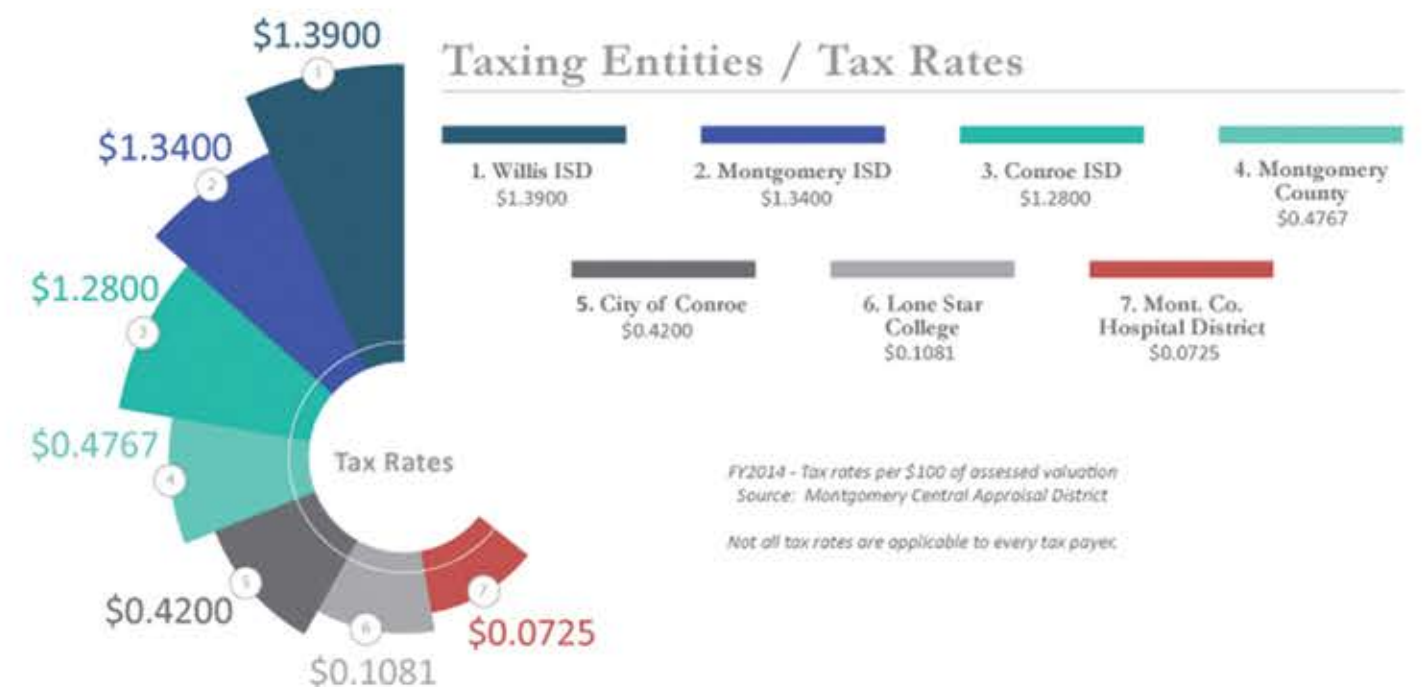 $1.3900
1
$1.3400
2
$1.2800
3
$0.4767
4
$0.4200
5
$0.1081
6
$0.0725
7
Tax Rates
Taxing Entities / Tax Rates
1. Willis ISD
$1.3900
2. Montgomery ISD
$1.3400
3. Conroe ISD
$1.2800
4. Montgomery
County
$0.4767
5. City of Conroe
$0.4200
6. Lone Star
College
$0.1081
7. Mont. Co.
Hospital District
$0.0725
FY2014 - Tax rates per $100 of assessed valuation
Source: Montgomery Central Appraisal District
Not all tax rates are applicable to every tax payer.